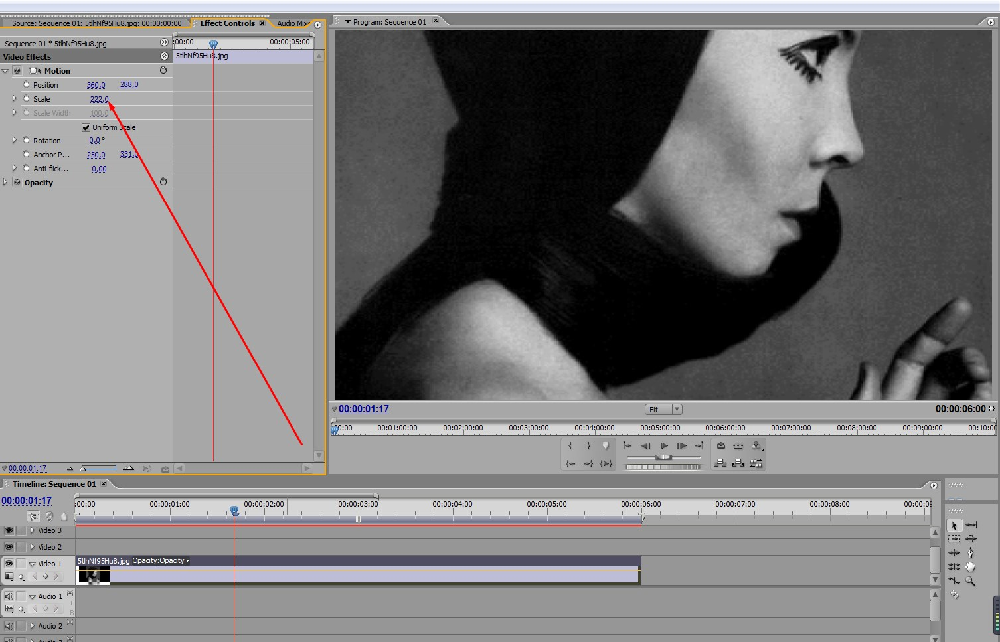 Source: Sequence 01: 5tlhNf95Hu8.jpg: 00:00:00:00
Effect Controls
Audio Mix
Sequence 01 * 5tlhNf95Hu8.jpg
:00:00
00:00:05:00
Video Effects
5tlhNf95Hu8.jpg
Motion
Position 360,0 288,0
Scale 222,0
Scale Width 100,0
Uniform Scale
Rotation 0,0 °
Anchor P... 250,0 331,0
Anti-flick... 0,00
Opacity
00:00:01:17
Program: Sequence 01
00:00:01:17
Fit
00:00:06:00
00:00 00:01:00:00 00:02:00:00 00:03:00:00 00:04:00:00 00:05:00:00 00:06:00:00 00:07:00:00 00:08:00:00 00:09:00:00 00:10:00
Timeline: Sequence 01
00:00:01:17
:00:00 00:00:01:00 00:00:02:00 00:00:03:00 00:00:04:00 00:00:05:00 00:00:06:00 00:00:07:00 00:00:08:00 00:00:09
Video 3
Video 2
Video 1
5tlhNf95Hu8.jpg Opacity:Opacity
Audio 1
L
R
Audio 2